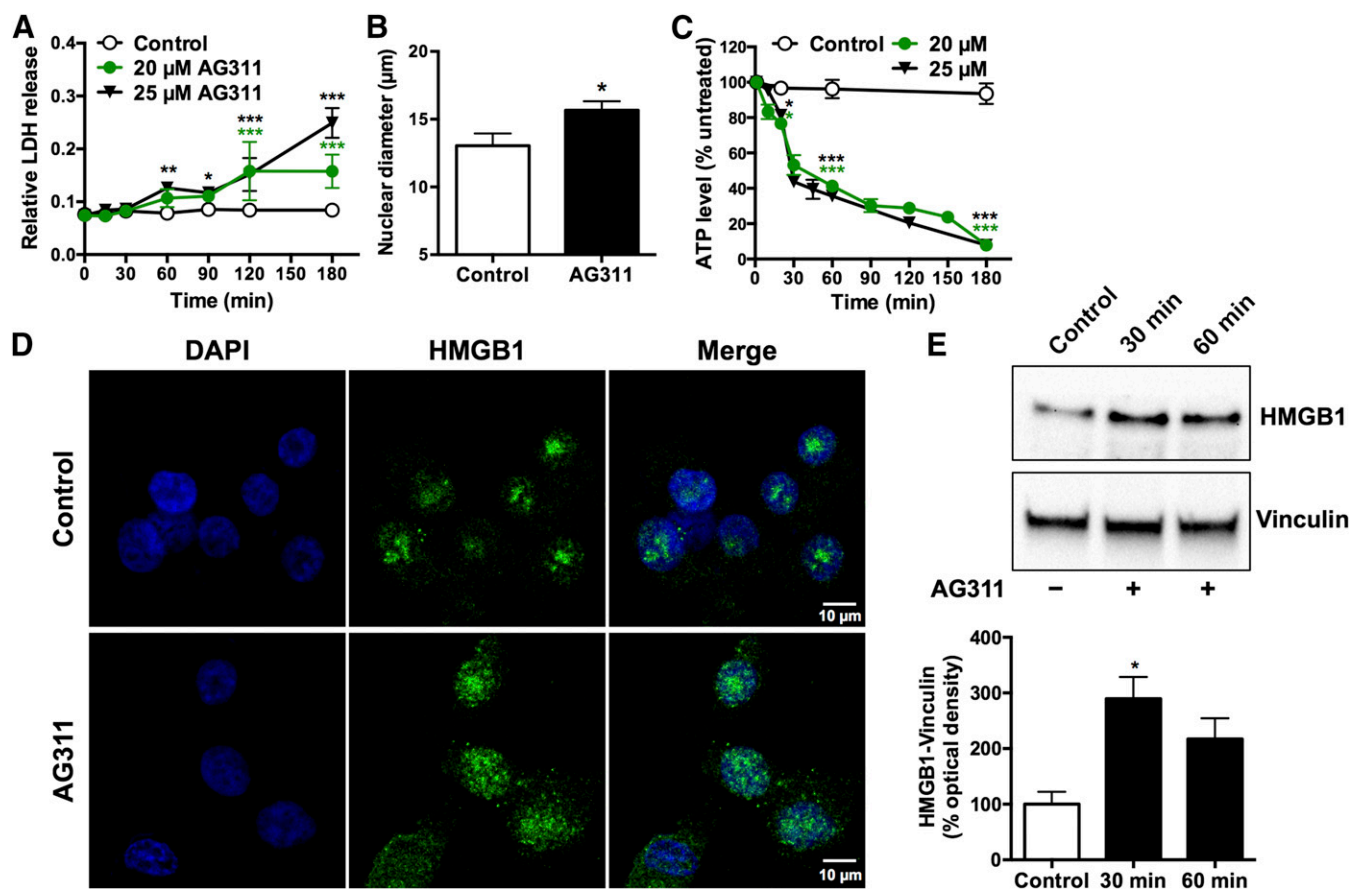 A
Relative LDH release
0.4
0.3
0.2
0.1
0.0
Control
20 µM AG311
25 µM AG311
**
*
***
***
***
***
0 30 60 90 120 150 180
Time (min)
B
Nuclear diameter (µm)
20
15
10
5
*
Control AG311
C
ATP level (% untreated)
120
100
80
60
40
20
0
Control 20 µM
25 µM
*
*
***
***
***
***
0 30 60 90 120 150 180
Time (min)
D
DAPI HMGB1 Merge
Control
10 µm
AG311
10 µm
E
Control 30 min 60 min
HMGB1
Vinculin
AG311 – + +
HMGB1-Vinculin
(% optical density)
400
300
200
100
0
*
Control 30 min 60 min